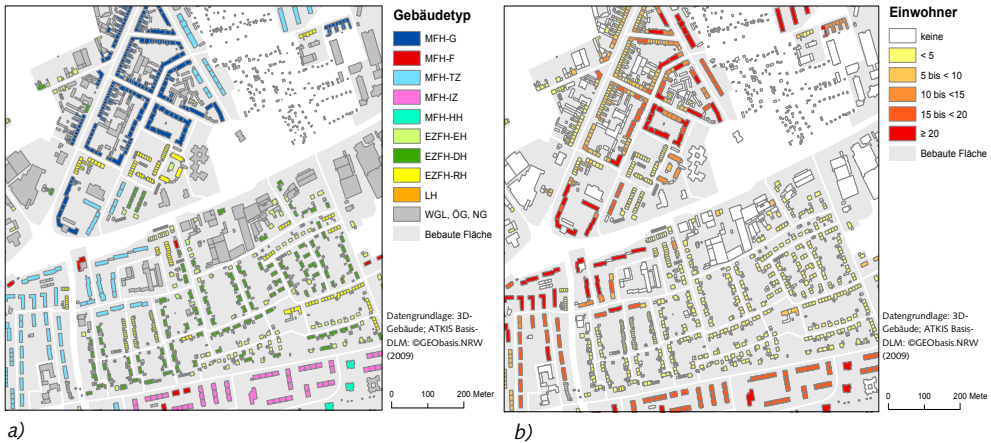 Gebäudetyp
MFH-G
MFH-F
MFH-TZ
MFH-IZ
MFH-HH
EZFH-EH
EZFH-DH
EZFH-RH
LH
WGL, ÖG, NG
Bebaute Fläche
Datengrundlage: 3D-
Gebäude; ATKIS Basis-
DLM: ©GEObasis.NRW
(2009)
0 100 200 Meter
a)
Einwohner
keine
< 5
5 bis < 10
10 bis <15
15 bis < 20
≥ 20
Bebaute Fläche
Datengrundlage: 3D-
Gebäude; ATKIS Basis-
DLM: ©GEObasis.NRW
(2009)
0 100 200 Mete
b)